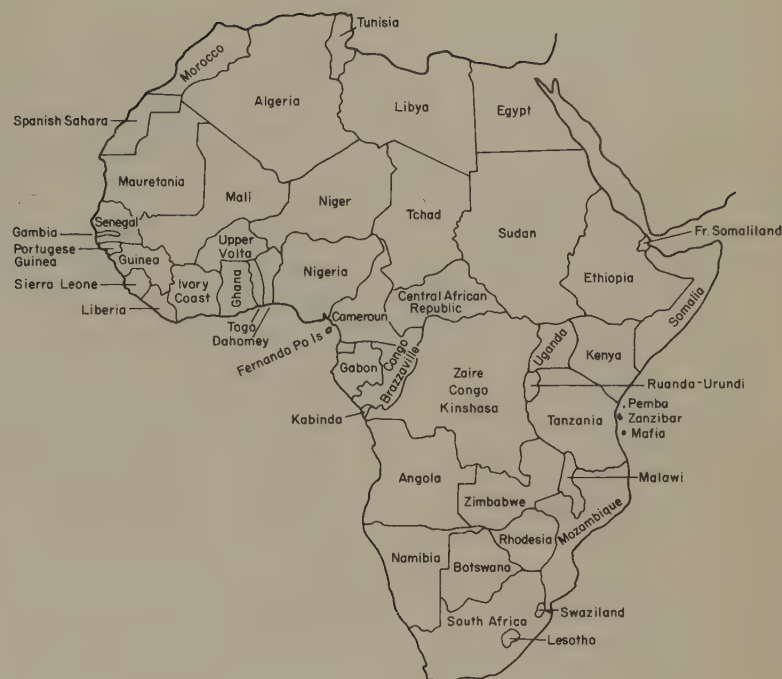 Tunisia
Morocco
Algeria
Libya
Egypt
Spanish Sahara
Mauretania
Mali
Niger
Tchad
Sudan
Fr. Somaliland
Senegal
Gambia
Portugese
Guinea
Guinea
Sierra Leone
Liberia
Ivory
Coast
Upper
Volta
Ghana
Togo
Dahomey
Nigeria
Cameroun
Fernando Po Is
Central African
Republic
Ethiopia
Somalia
Gabon
Congo
Brazzaville
Kabinda
Zaire
Congo
Kinshasa
Uganda
Kenya
Ruanda-Urundi
Tanzania
Pemba
Zanzibar
Mafia
Angola
Zimbabwe
Malawi
Mozambique
Namibia
Botswana
Rhodesia
South Africa
Swaziland
Lesotho